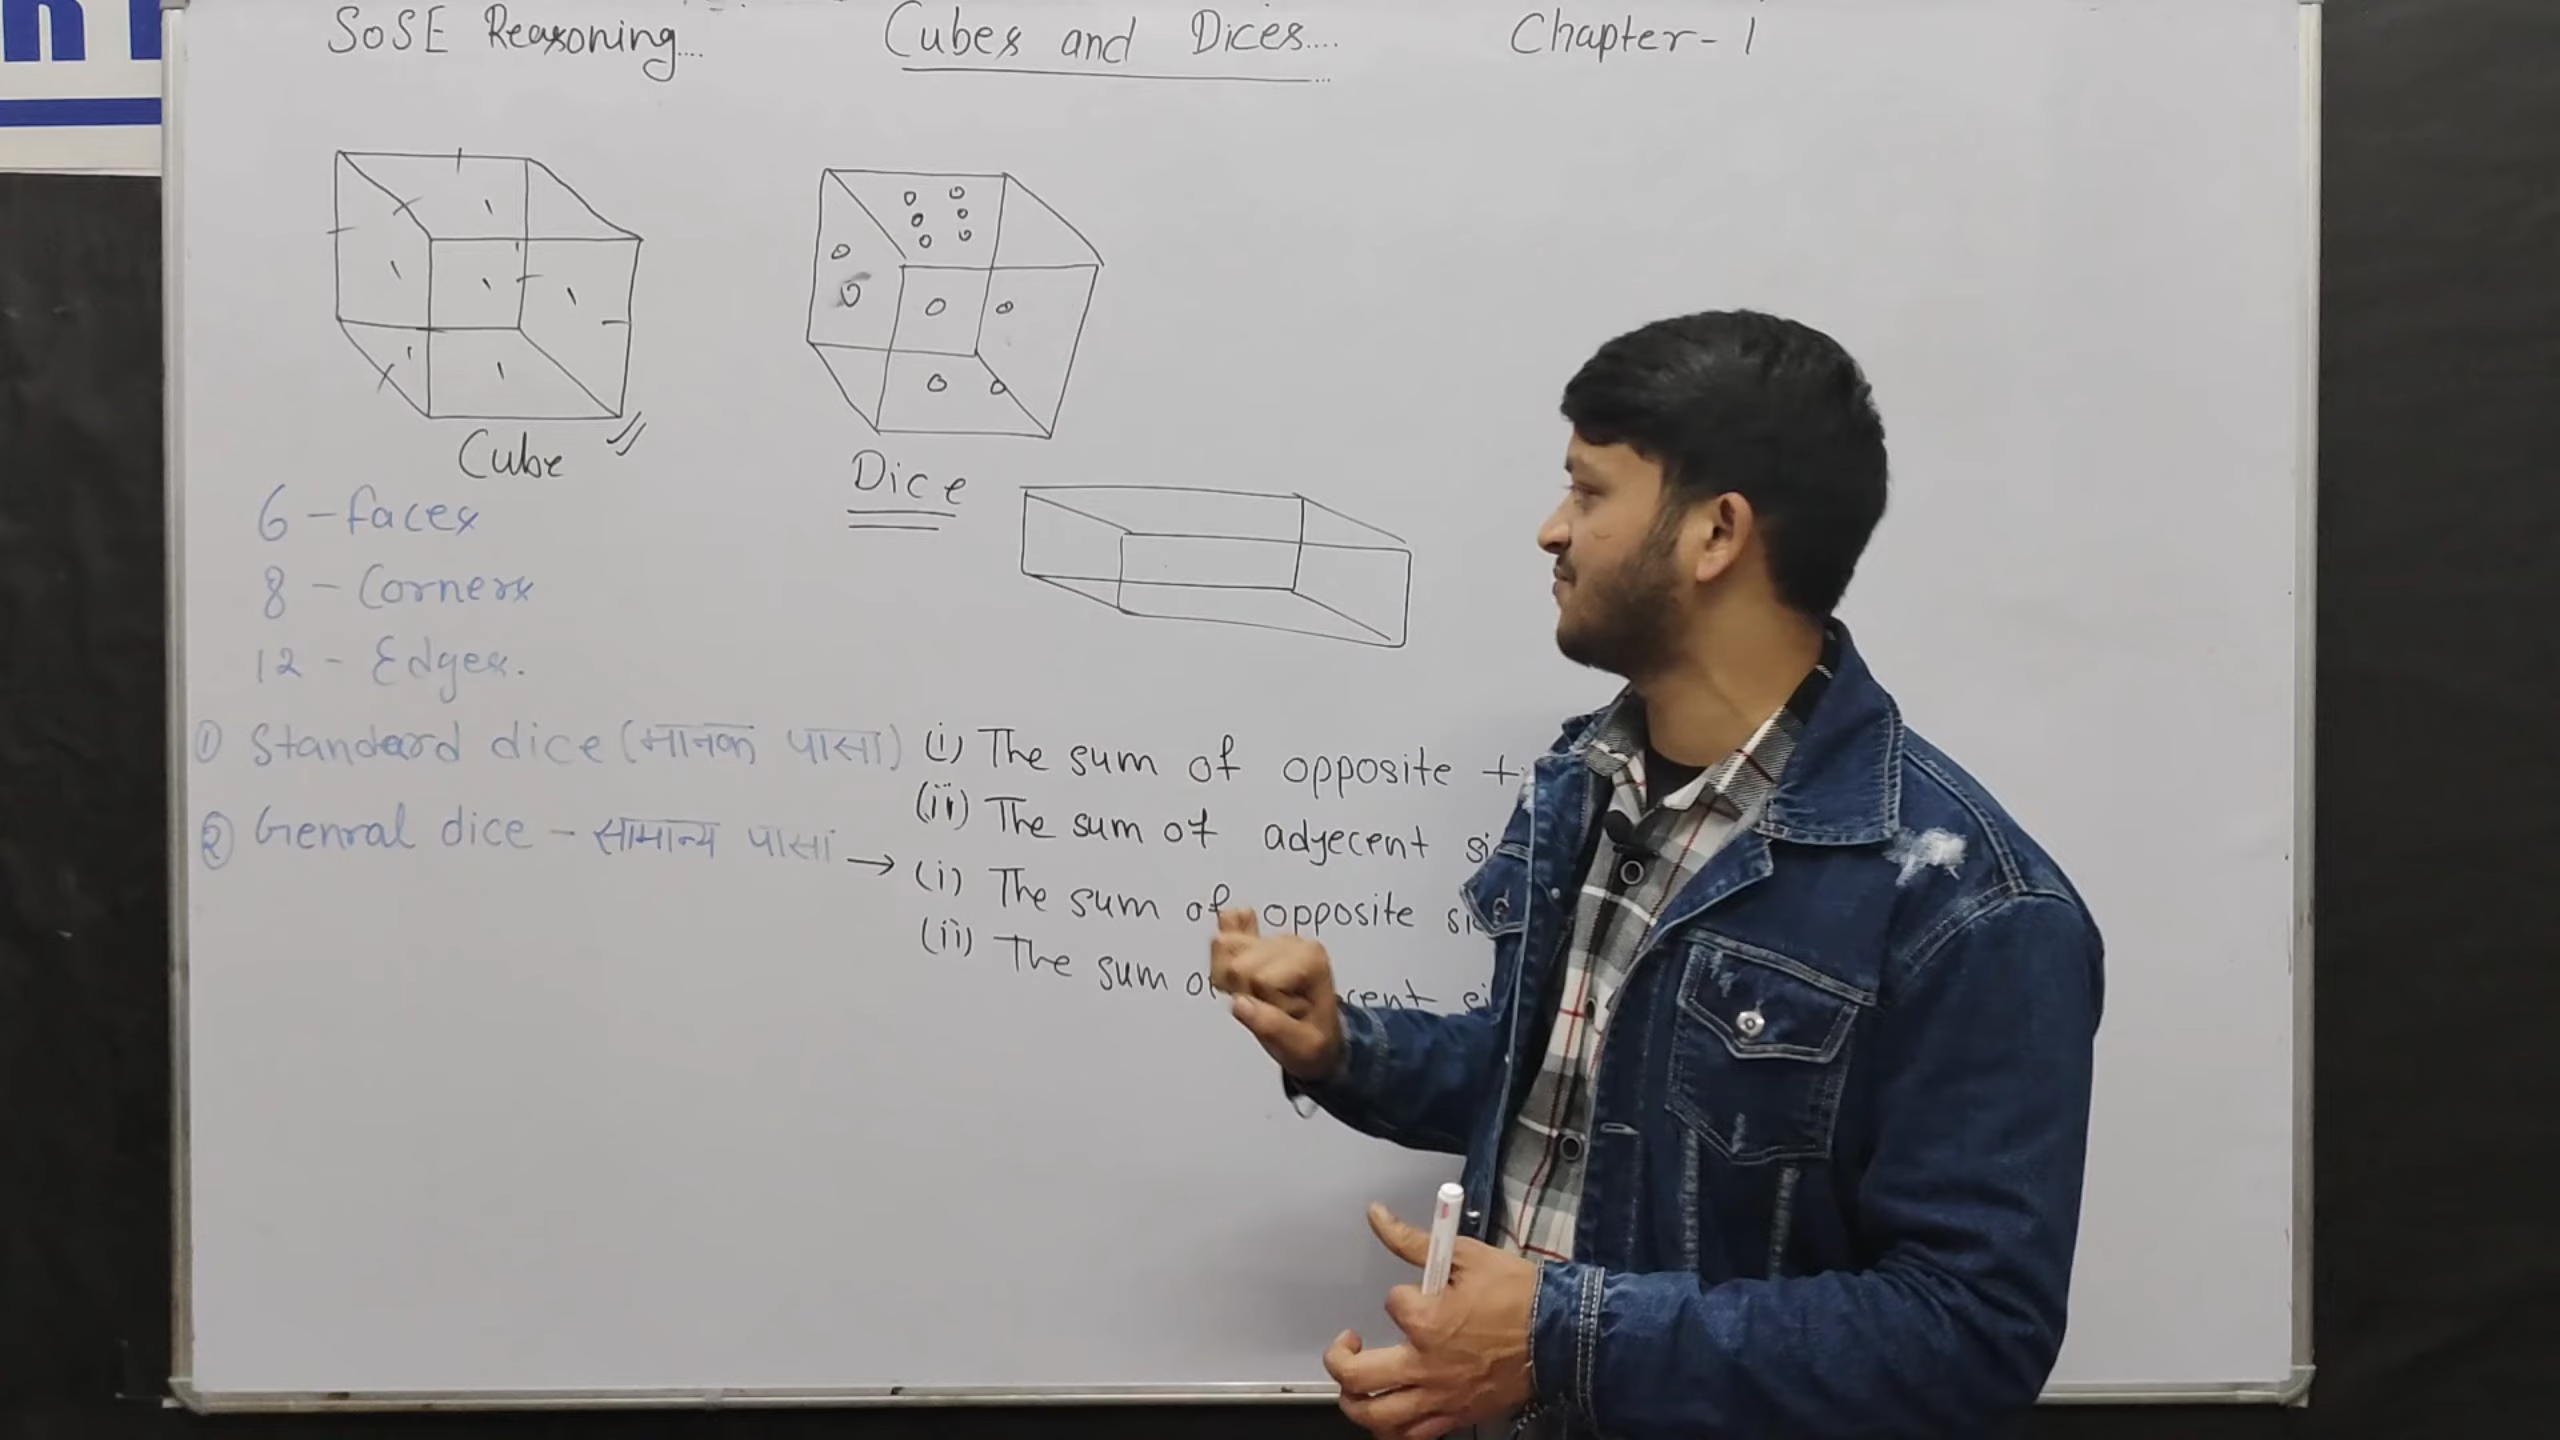 SoSE Reasoning.... Cubes and Dices.... Chapter-1
Cube
Dice
6 - faces
8 - Corners
12 - Edges.
① Standard dice (मानक पासा) (i) The sum of opposite
(ii) The sum of adjecent
② Genral dice - सामान्य पासा → (i) The sum of opposite
(ii) The sum